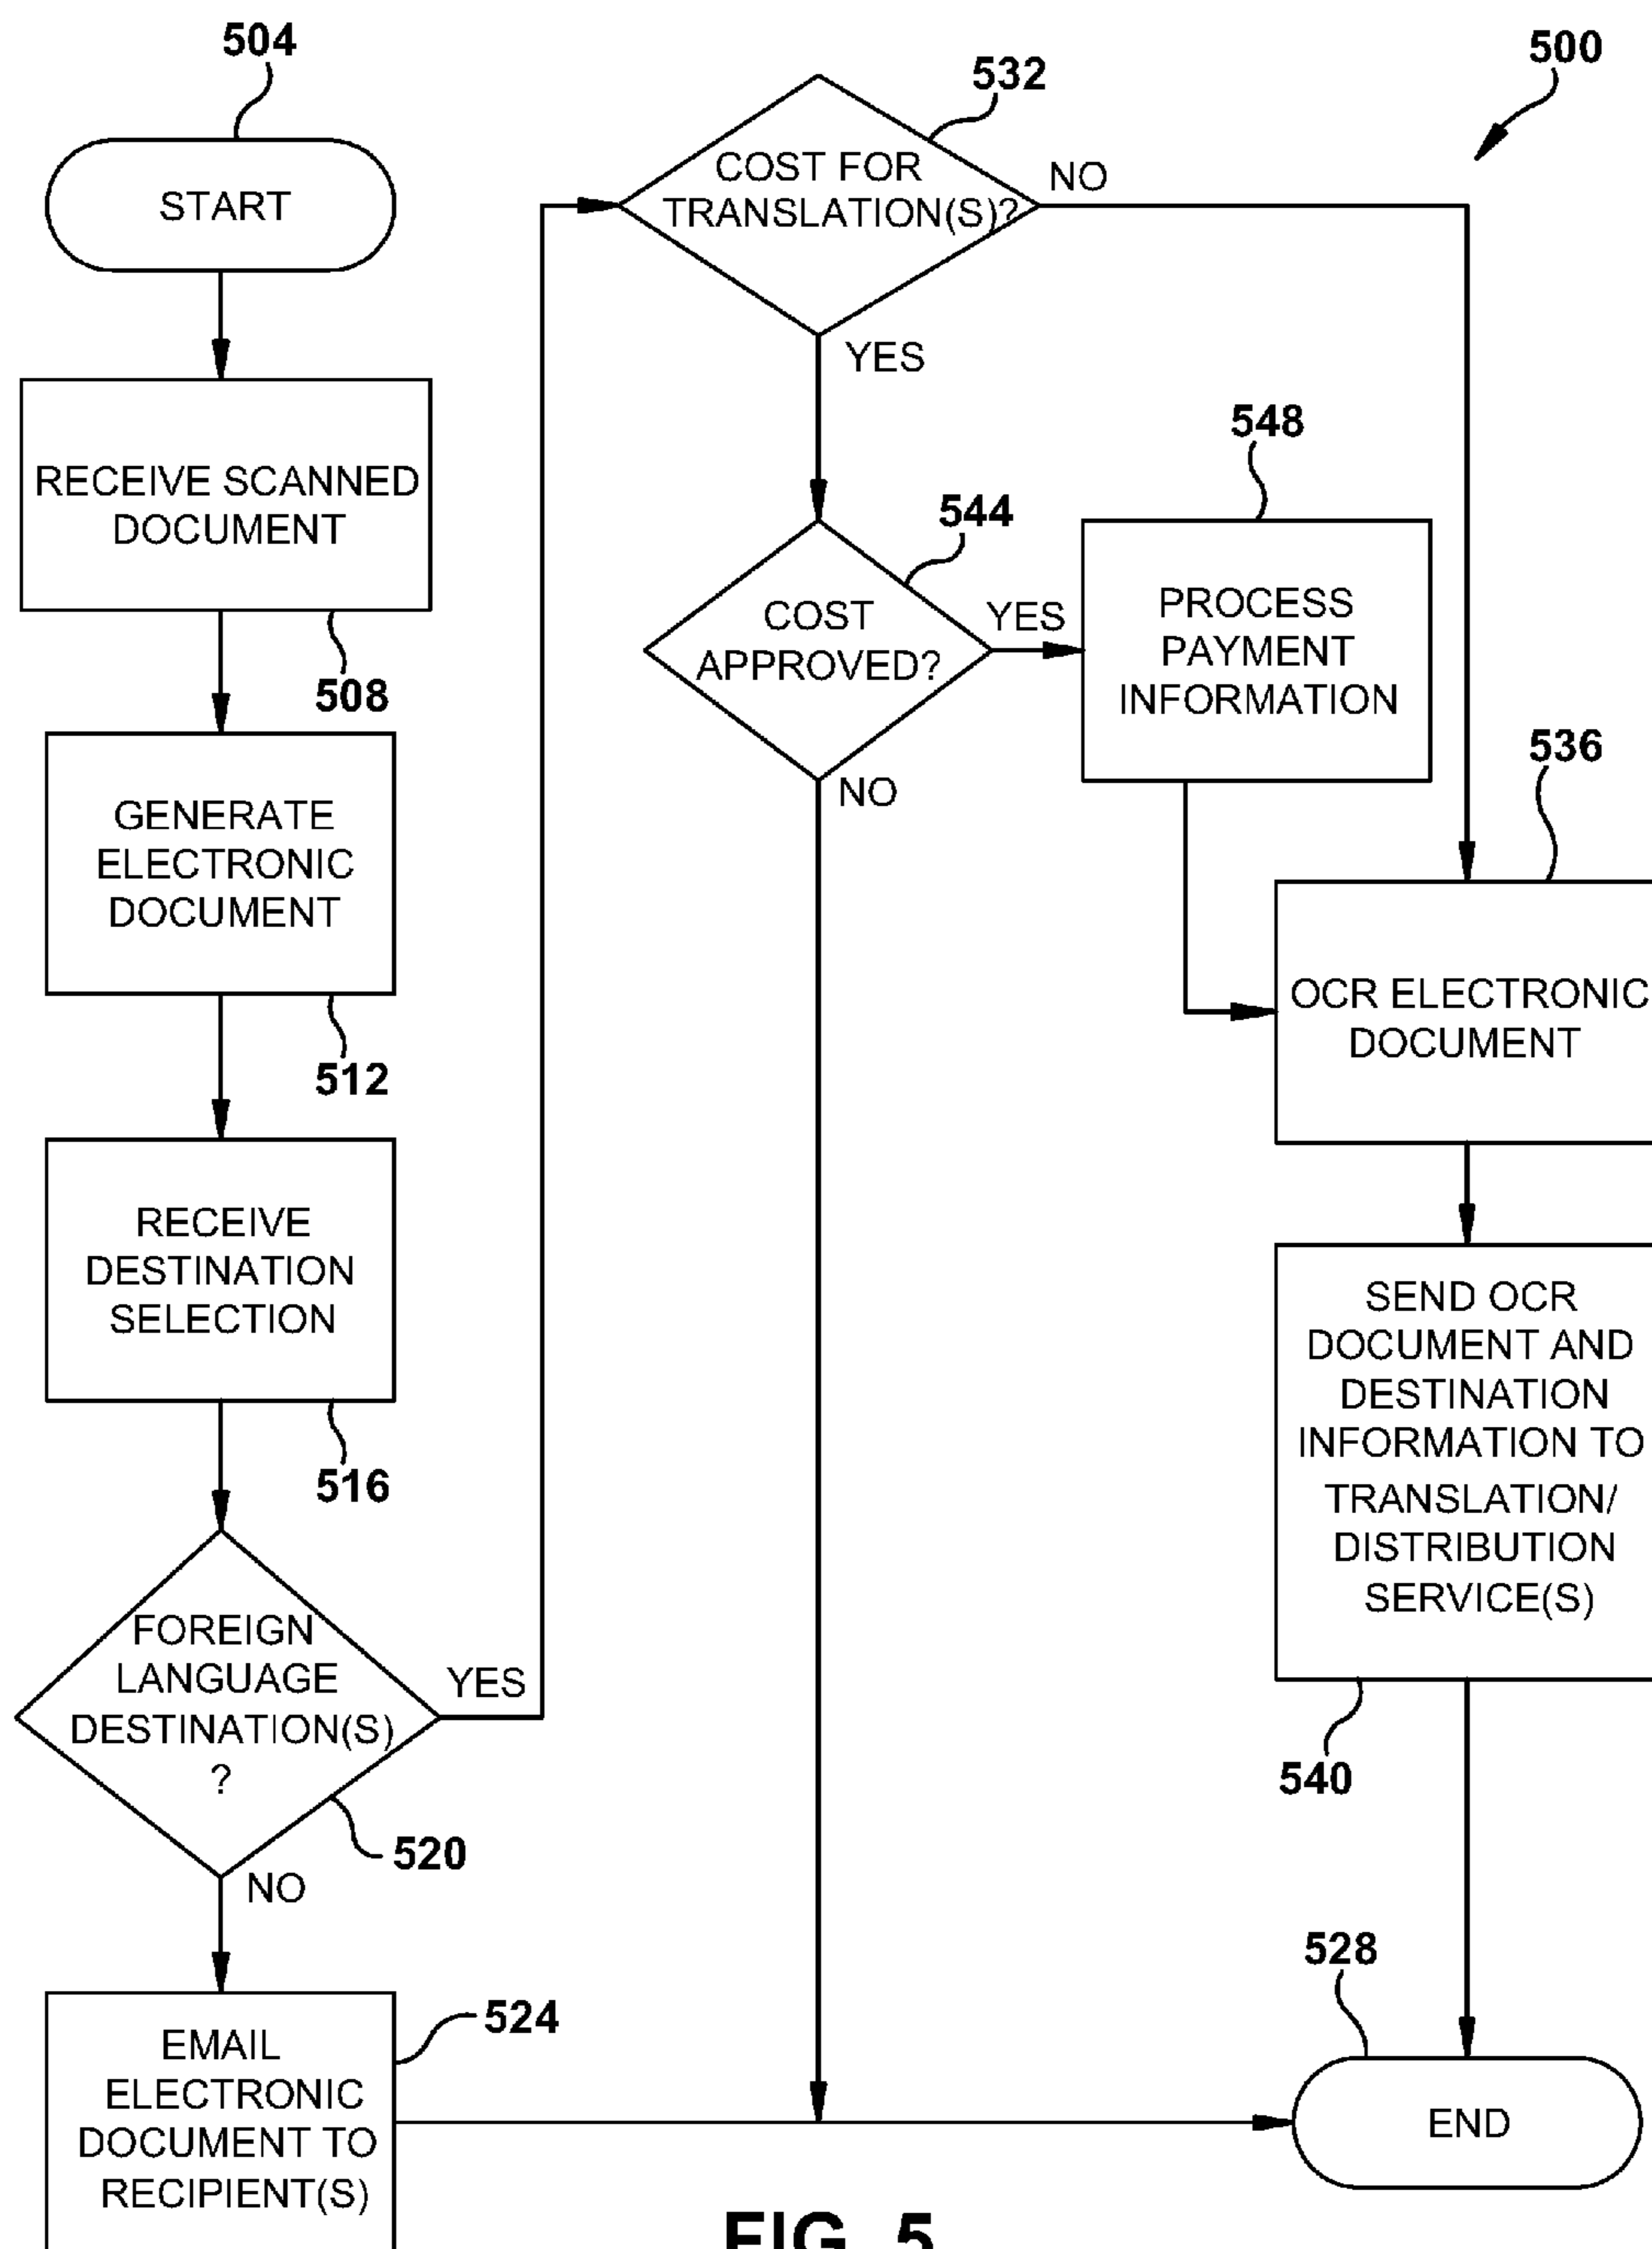 504
START
RECEIVE SCANNED
DOCUMENT
508
GENERATE
ELECTRONIC
DOCUMENT
512
RECEIVE
DESTINATION
SELECTION
516
FOREIGN
LANGUAGE
DESTINATION(S)
?
YES
520
NO
EMAIL
ELECTRONIC
DOCUMENT TO
RECIPIENT(S)
524
532
COST FOR
TRANSLATION(S)?
NO
YES
544
COST
APPROVED?
YES
NO
548
PROCESS
PAYMENT
INFORMATION
500
536
OCR ELECTRONIC
DOCUMENT
SEND OCR
DOCUMENT AND
DESTINATION
INFORMATION TO
TRANSLATION/
DISTRIBUTION
SERVICE(S)
540
528
END
FIG. 5